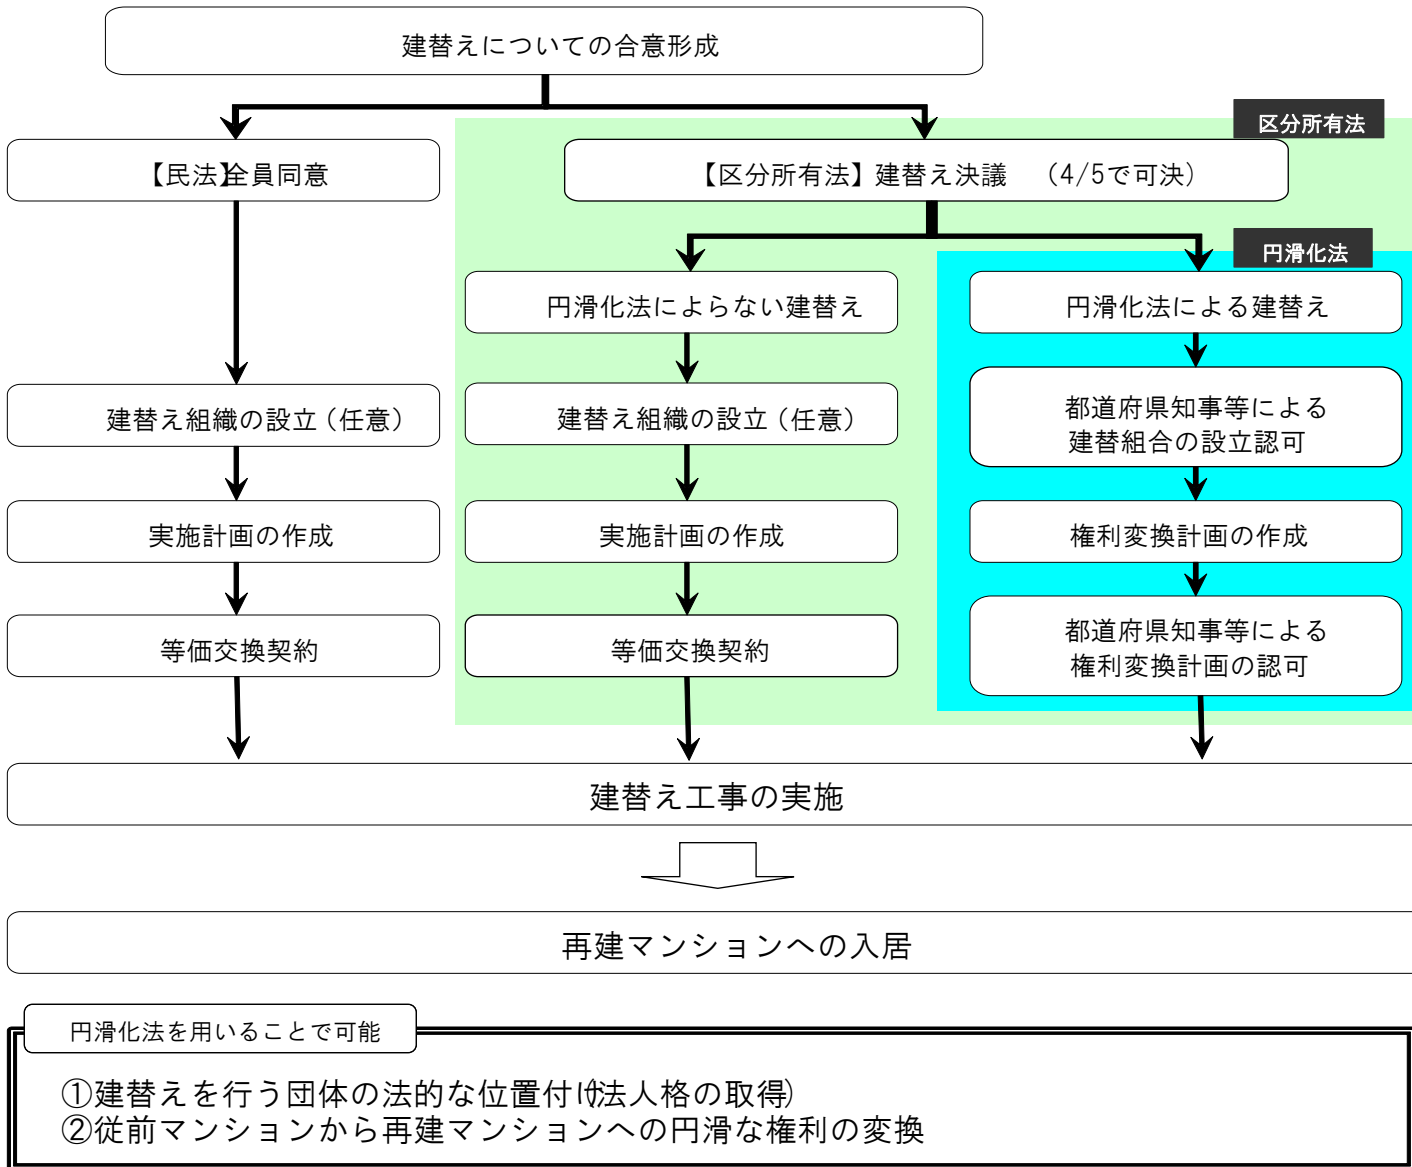 建替えについての合意形成
区分所有法
【民法】全員同意
【区分所有法】建替え決議 （4/5で可決）
円滑化法
円滑化法によらない建替え
円滑化法による建替え
建替え組織の設立（任意）
建替え組織の設立（任意）
都道府県知事等による
建替組合の設立認可
実施計画の作成
実施計画の作成
権利変換計画の作成
等価交換契約
等価交換契約
都道府県知事等による
権利変換計画の認可
建替え工事の実施
再建マンションへの入居
円滑化法を用いることで可能
①建替えを行う団体の法的な位置付け（法人格の取得）
②従前マンションから再建マンションへの円滑な権利の変換